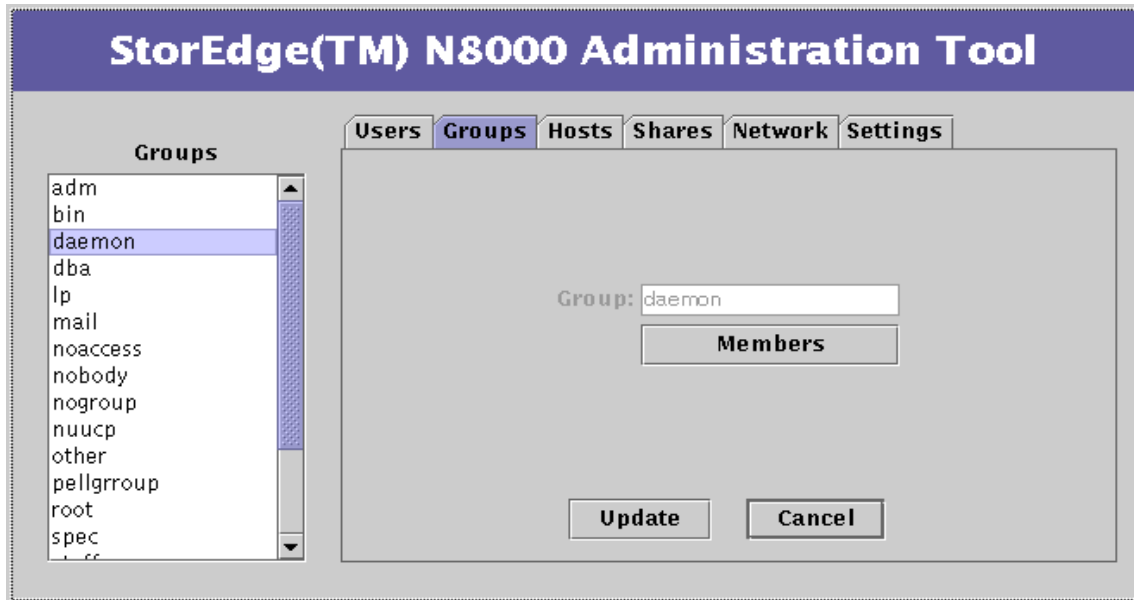 StorEdge(TM) N8000 Administration Tool
Users Groups Hosts Shares Network Settings
Groups
adm
bin
daemon
dba
lp
mail
noaccess
nobody
nogroup
nuucp
other
pellgrroup
root
spec
Group: daemon
Members
Update Cancel